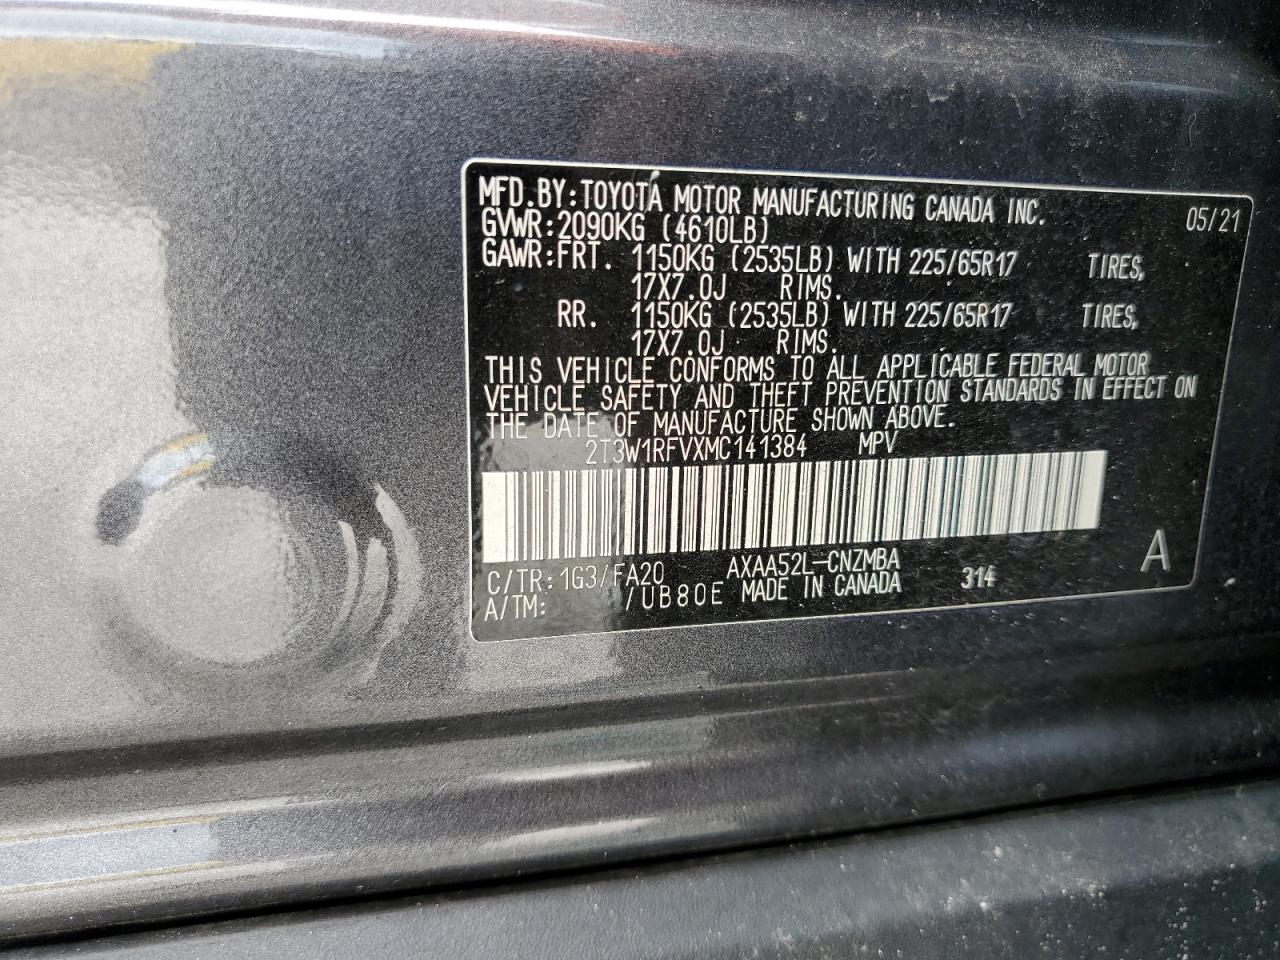 MFD.BY:TOYOTA MOTOR MANUFACTURING CANADA INC. 05/21
GVWR:2090KG (4610LB)
GAWR:FRT. 1150KG (2535LB) WITH 225/65R17 TIRES,
17X7.0J RIMS.
RR. 1150KG (2535LB) WITH 225/65R17 TIRES,
17X7.0J RIMS.
THIS VEHICLE CONFORMS TO ALL APPLICABLE FEDERAL MOTOR
VEHICLE SAFETY AND THEFT PREVENTION STANDARDS IN EFFECT ON
THE DATE OF MANUFACTURE SHOWN ABOVE.
2T3W1RFVXMC141384 MPV
C/TR:1G3/FA20 AXAA52L-CNZMBA
A/TM: /UB80E MADE IN CANADA 314 A